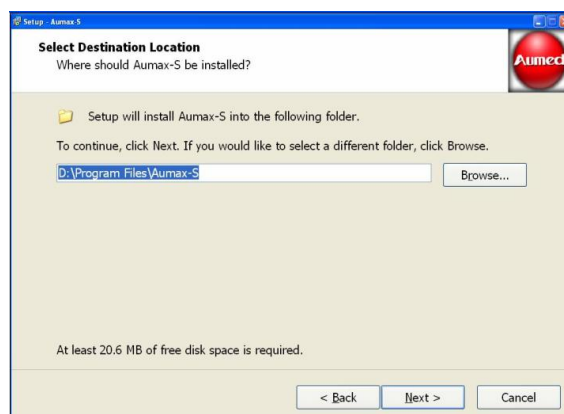 Setup - Aumax-S
Select Destination Location
Where should Aumax-S be installed?
Aumed
Setup will install Aumax-S into the following folder.
To continue, click Next. If you would like to select a different folder, click Browse.
D:\Program Files\Aumax-S
Browse...
At least 20.6 MB of free disk space is required.
< Back
Next >
Cancel